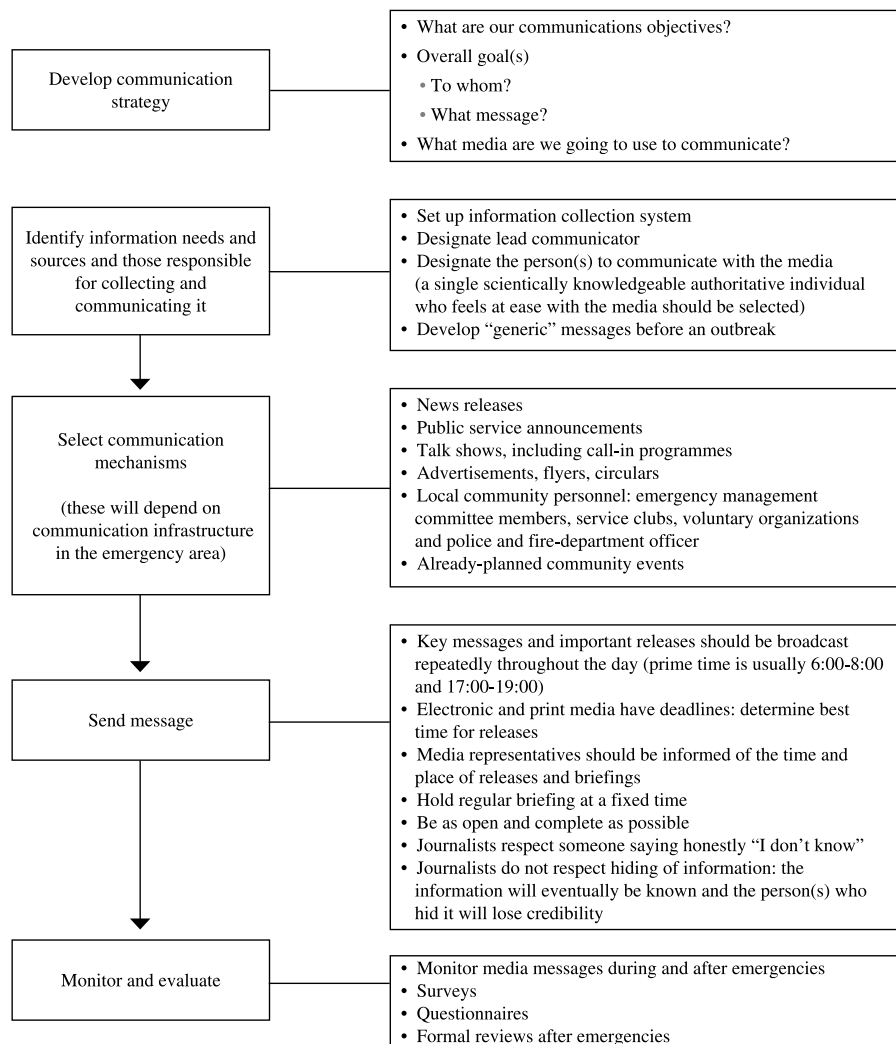 Develop communication
strategy
• What are our communications objectives?
• Overall goal(s)
• To whom?
• What message?
• What media are we going to use to communicate?
Identify information needs and
sources and those responsible
for collecting and
communicating it
• Set up information collection system
• Designate lead communicator
• Designate the person(s) to communicate with the media
(a single scientifically knowledgeable authoritative individual
who feels at ease with the media should be selected)
• Develop “generic” messages before an outbreak
Select communication
mechanisms
(these will depend on
communication infrastructure
in the emergency area)
• News releases
• Public service announcements
• Talk shows, including call-in programmes
• Advertisements, flyers, circulars
• Local community personnel: emergency management
committee members, service clubs, voluntary organizations
and police and fire-department officer
• Already-planned community events
Send message
• Key messages and important releases should be broadcast
repeatedly throughout the day (prime time is usually 6:00-8:00
and 17:00-19:00)
• Electronic and print media have deadlines: determine best
time for releases
• Media representatives should be informed of the time and
place of releases and briefings
• Hold regular briefing at a fixed time
• Be as open and complete as possible
• Journalists respect someone saying honestly “I don’t know”
• Journalists do not respect hiding of information: the
information will eventually be known and the person(s) who
hid it will lose credibility
Monitor and evaluate
• Monitor media messages during and after emergencies
• Surveys
• Questionnaires
• Formal reviews after emergencies